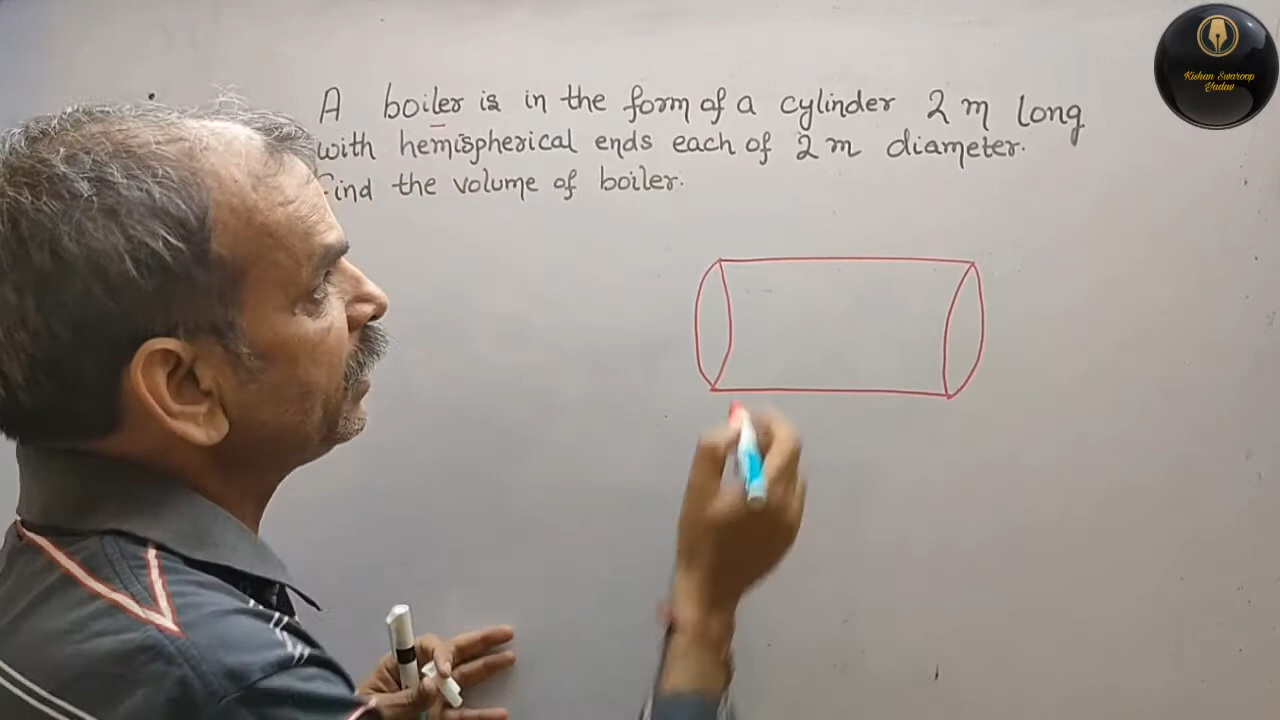 A boiler is in the form of a cylinder 2 m long
with hemispherical ends each of 2 m diameter.
Find the volume of boiler.
Kishan Swaroop
Yadav